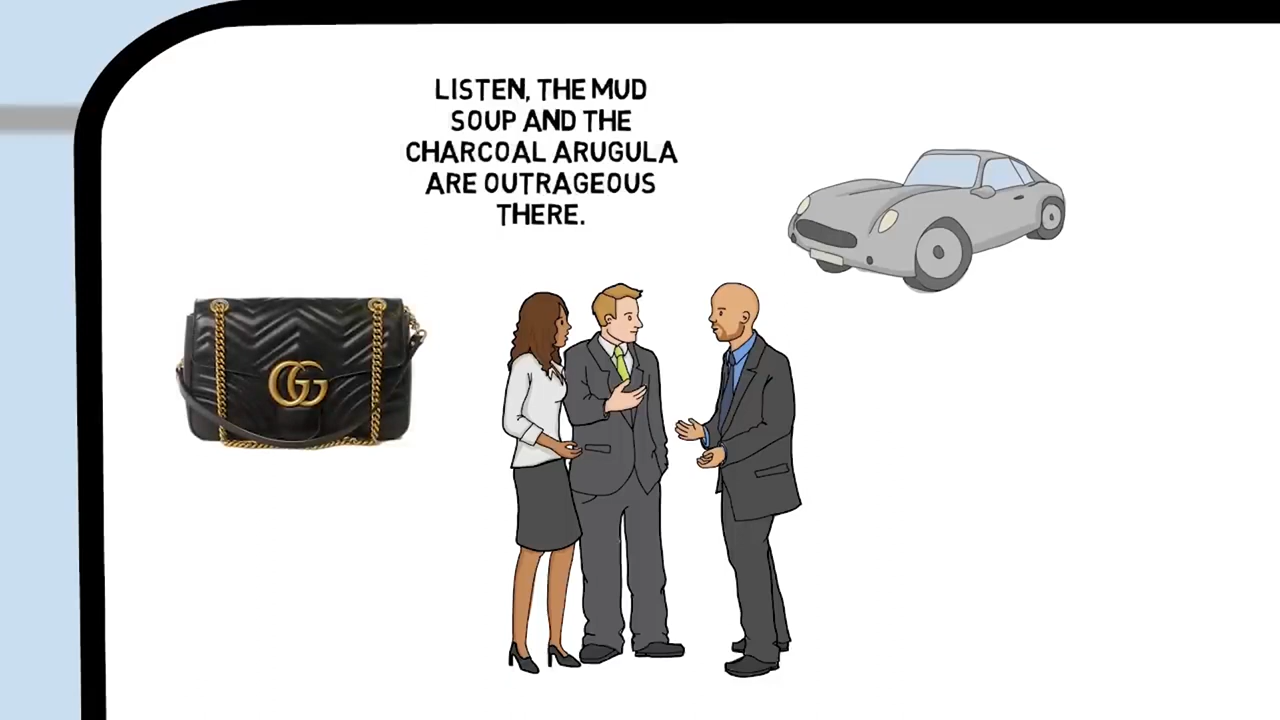 LISTEN, THE MUD
SOUP AND THE
CHARCOAL ARUGULA
ARE OUTRAGEOUS
THERE.
GG